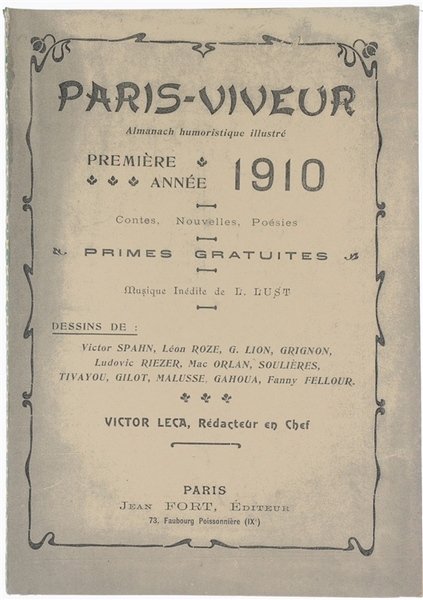 PARIS-VIVEUR
Almanach humoristique illustré
PREMIÈRE
ANNÉE 1910
Contes, Nouvelles, Poésies
PRIMES GRATUITES
Musique Inédite de L. LUST
DESSINS DE :
Victor SPAHN, Léon ROZE, G. LION, GRIGNON,
Ludovic RIEZER, Mac ORLAN, SOULIÈRES,
TIVAYOU, GILOT, MALUSSE, GAHOUA, Fanny FELLOUR.
VICTOR LECA, Rédacteur en Chef
PARIS
JEAN FORT, ÉDITEUR
73, Faubourg Poissonnière (IXe)